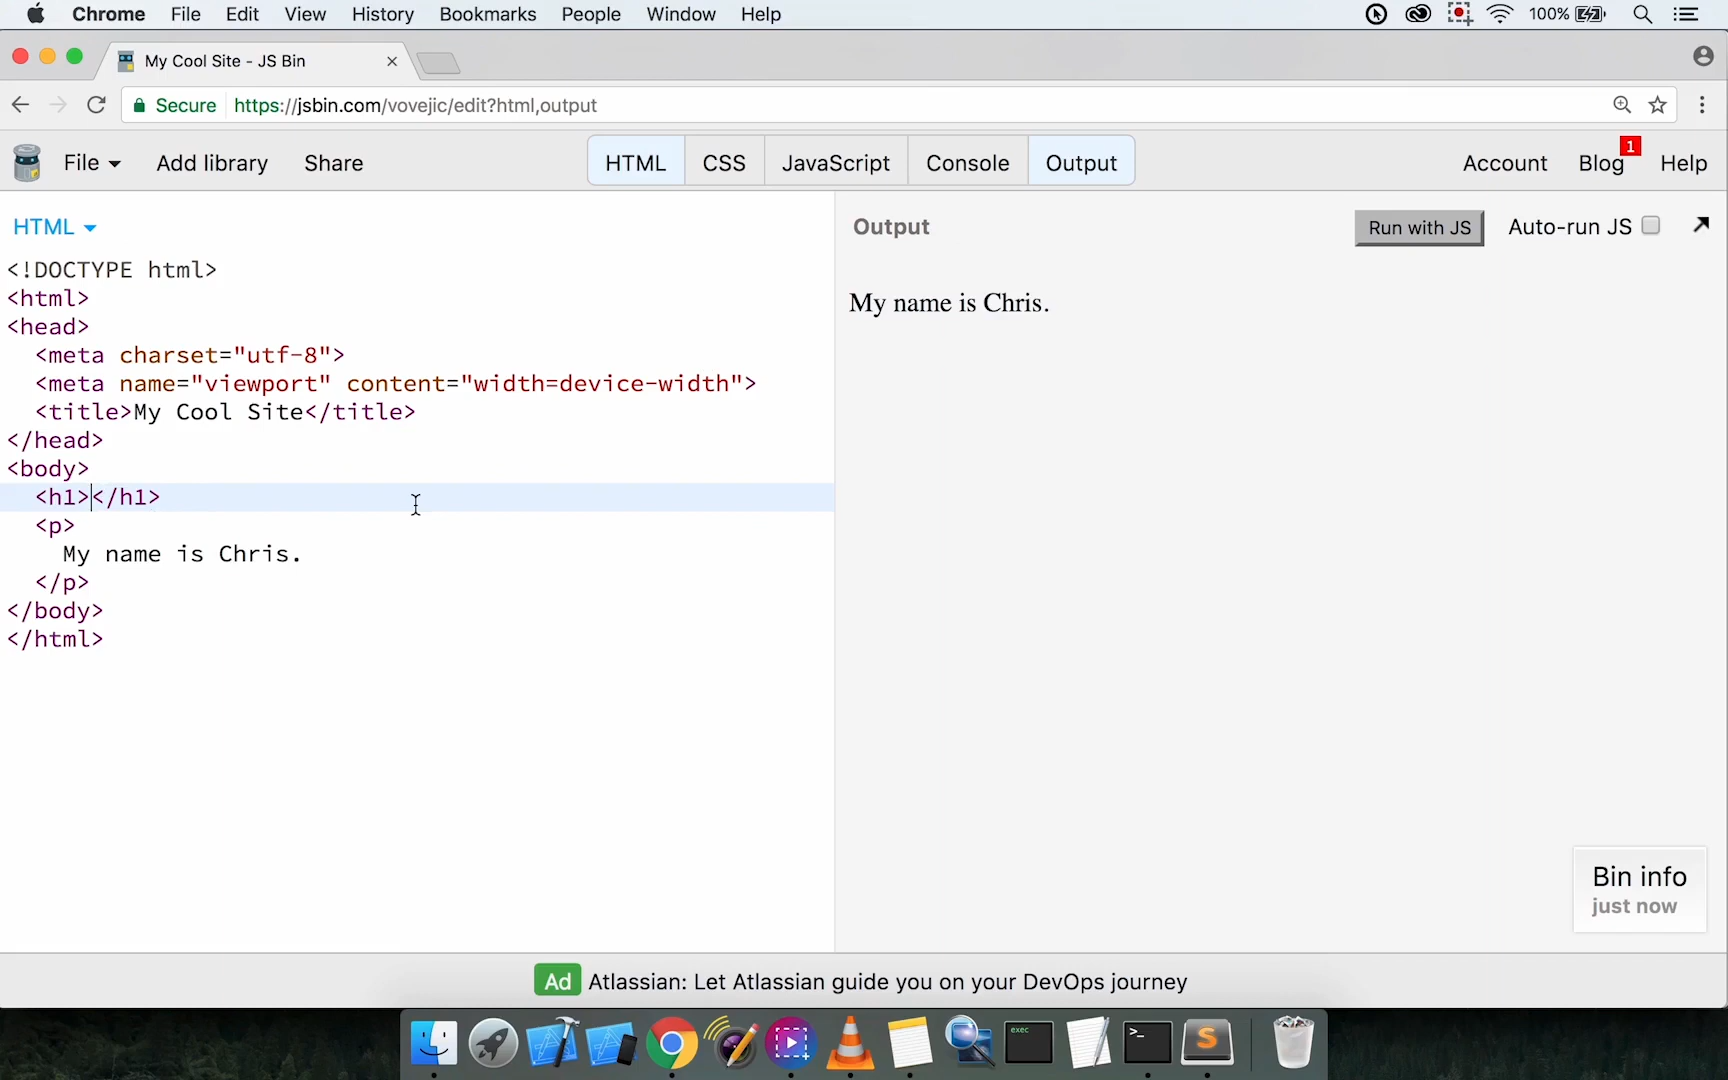 Chrome File Edit View History Bookmarks People Window Help 100%
My Cool Site - JS Bin
Secure https://jsbin.com/vovejic/edit?html,output
File Add library Share HTML CSS JavaScript Console Output Account Blog 1 Help
HTML
<!DOCTYPE html>
<html>
<head>
<meta charset="utf-8">
<meta name="viewport" content="width=device-width">
<title>My Cool Site</title>
</head>
<body>
<h1></h1>
<p>
My name is Chris.
</p>
</body>
</html>
Output Run with JS Auto-run JS
My name is Chris.
Bin info
just now
Ad Atlassian: Let Atlassian guide you on your DevOps journey
exec